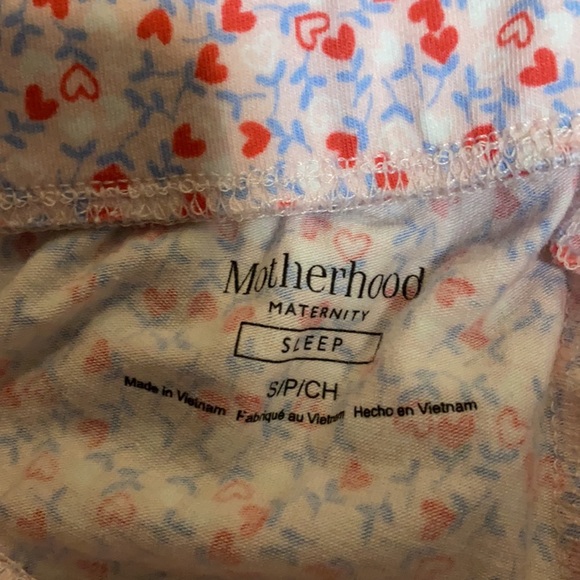 Motherhood
MATERNITY
SLEEP
S/P/CH
Made in Vietnam Fabriqué au Vietnam Hecho en Vietnam